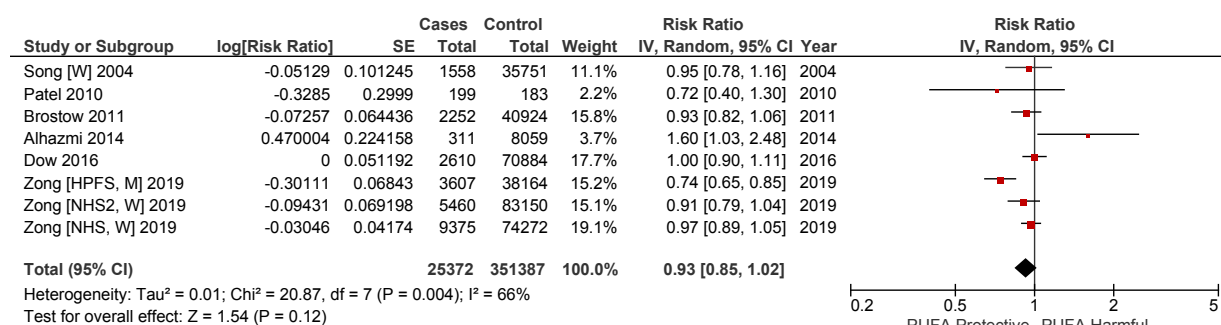 Cases Control Risk Ratio Risk Ratio
Study or Subgroup log[Risk Ratio] SE Total Total Weight IV, Random, 95% CI Year IV, Random, 95% CI
Song [W] 2004 -0.05129 0.101245 1558 35751 11.1% 0.95 [0.78, 1.16] 2004
Patel 2010 -0.3285 0.2999 199 183 2.2% 0.72 [0.40, 1.30] 2010
Brostow 2011 -0.07257 0.064436 2252 40924 15.8% 0.93 [0.82, 1.06] 2011
Alhazmi 2014 0.470004 0.224158 311 8059 3.7% 1.60 [1.03, 2.48] 2014
Dow 2016 0 0.051192 2610 70884 17.7% 1.00 [0.90, 1.11] 2016
Zong [HPFS, M] 2019 -0.30111 0.06843 3607 38164 15.2% 0.74 [0.65, 0.85] 2019
Zong [NHS2, W] 2019 -0.09431 0.069198 5460 83150 15.1% 0.91 [0.79, 1.04] 2019
Zong [NHS, W] 2019 -0.03046 0.04174 9375 74272 19.1% 0.97 [0.89, 1.05] 2019
Total (95% CI) 25372 351387 100.0% 0.93 [0.85, 1.02]
Heterogeneity: Tau² = 0.01; Chi² = 20.87, df = 7 (P = 0.004); I² = 66%
Test for overall effect: Z = 1.54 (P = 0.12)
0.2 0.5 1 2 5
PUFA Protective PUFA Harmful